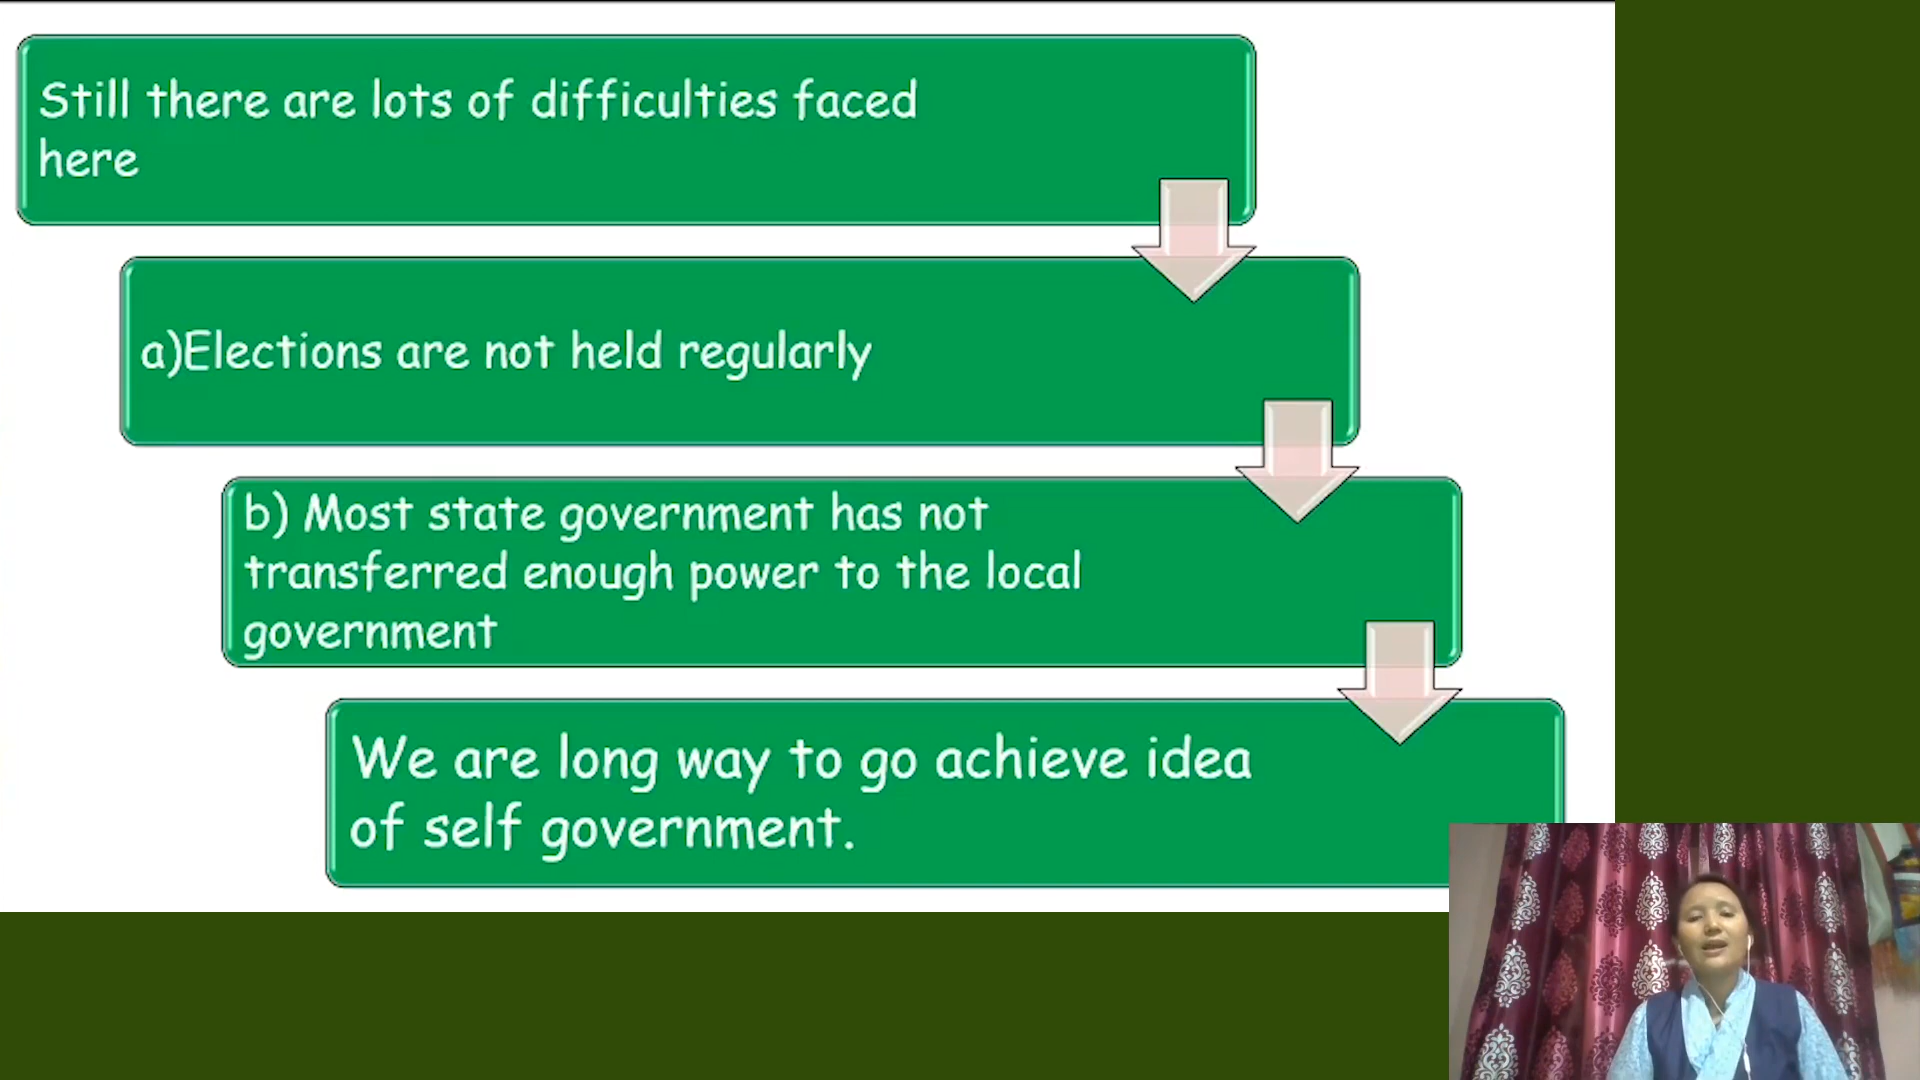 Still there are lots of difficulties faced
here
a)Elections are not held regularly
b) Most state government has not
transferred enough power to the local
government
We are long way to go achieve idea
of self government.